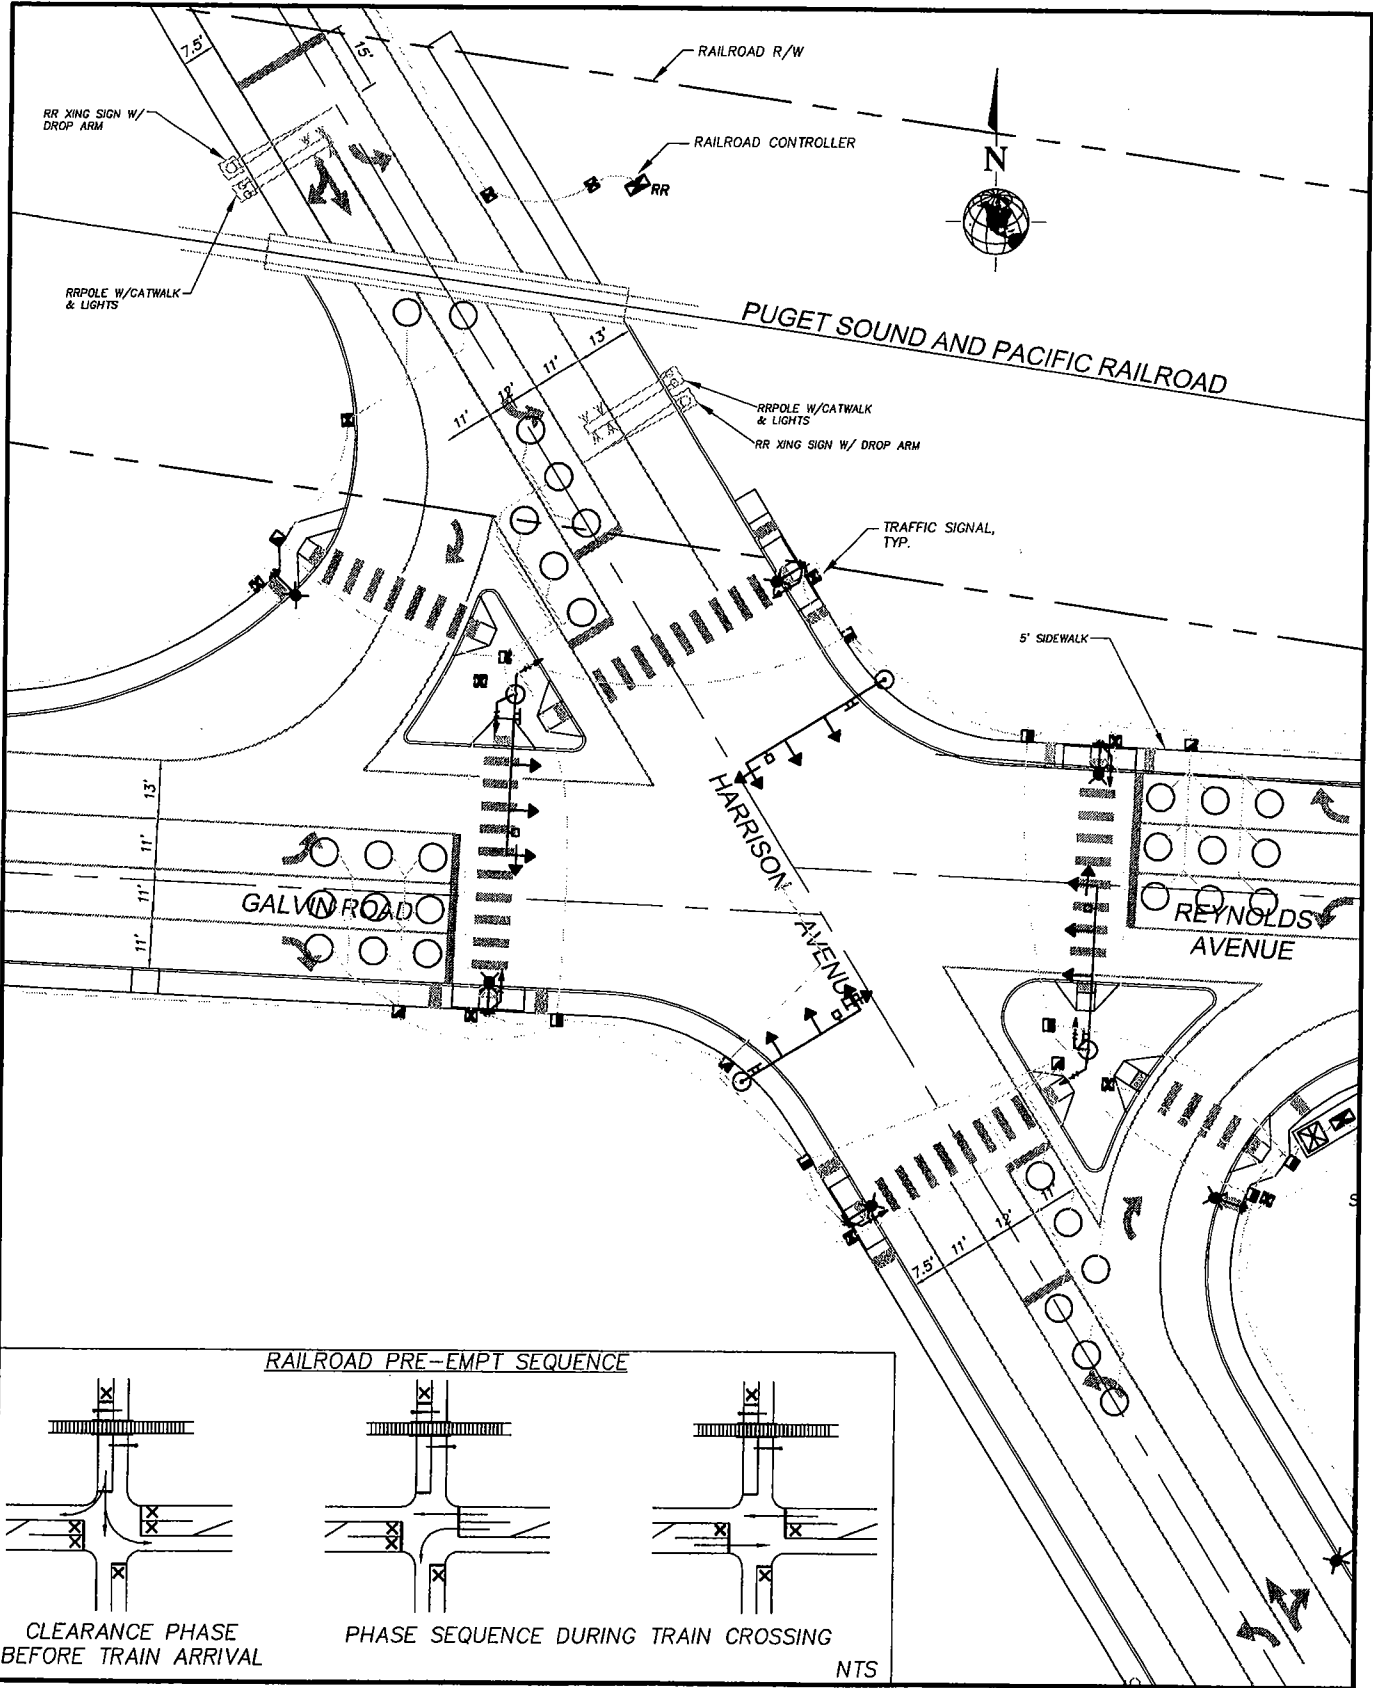 7.5'
15'
RAILROAD R/W
RR XING SIGN W/
DROP ARM
RAILROAD CONTROLLER
N
RR
RRPOLE W/CATWALK
& LIGHTS
PUGET SOUND AND PACIFIC RAILROAD
13'
11'
12'
11'
RRPOLE W/CATWALK
& LIGHTS
RR XING SIGN W/ DROP ARM
TRAFFIC SIGNAL,
TYP.
5' SIDEWALK
13'
11'
11'
11'
HARRISON
AVENUE
GALVIN ROAD
REYNOLDS
AVENUE
7.5'
11'
12'
11'
S
RAILROAD PRE-EMPT SEQUENCE
X
X
X
X
X
X
X
X
X
X
X
X
X
X
CLEARANCE PHASE
BEFORE TRAIN ARRIVAL
PHASE SEQUENCE DURING TRAIN CROSSING
NTS